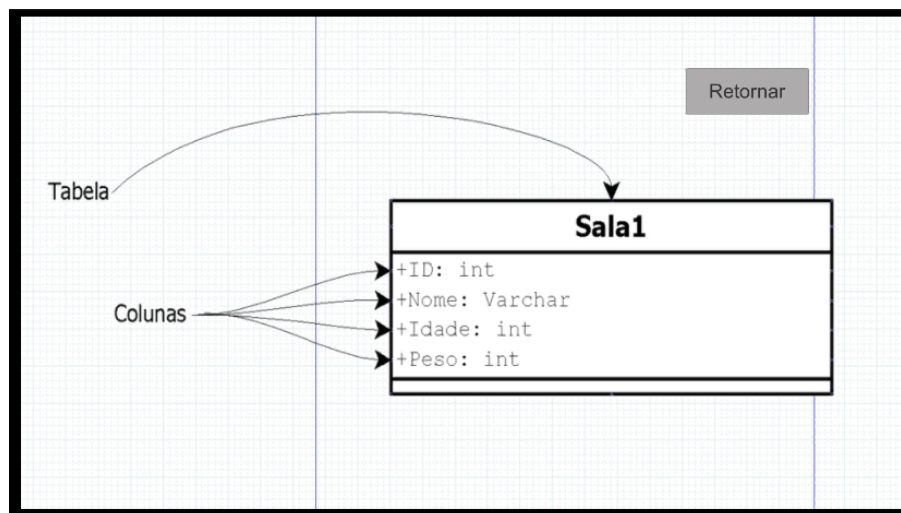 Retornar
Tabela
Sala1
+ID: int
+Nome: Varchar
Colunas
+Idade: int
+Peso: int